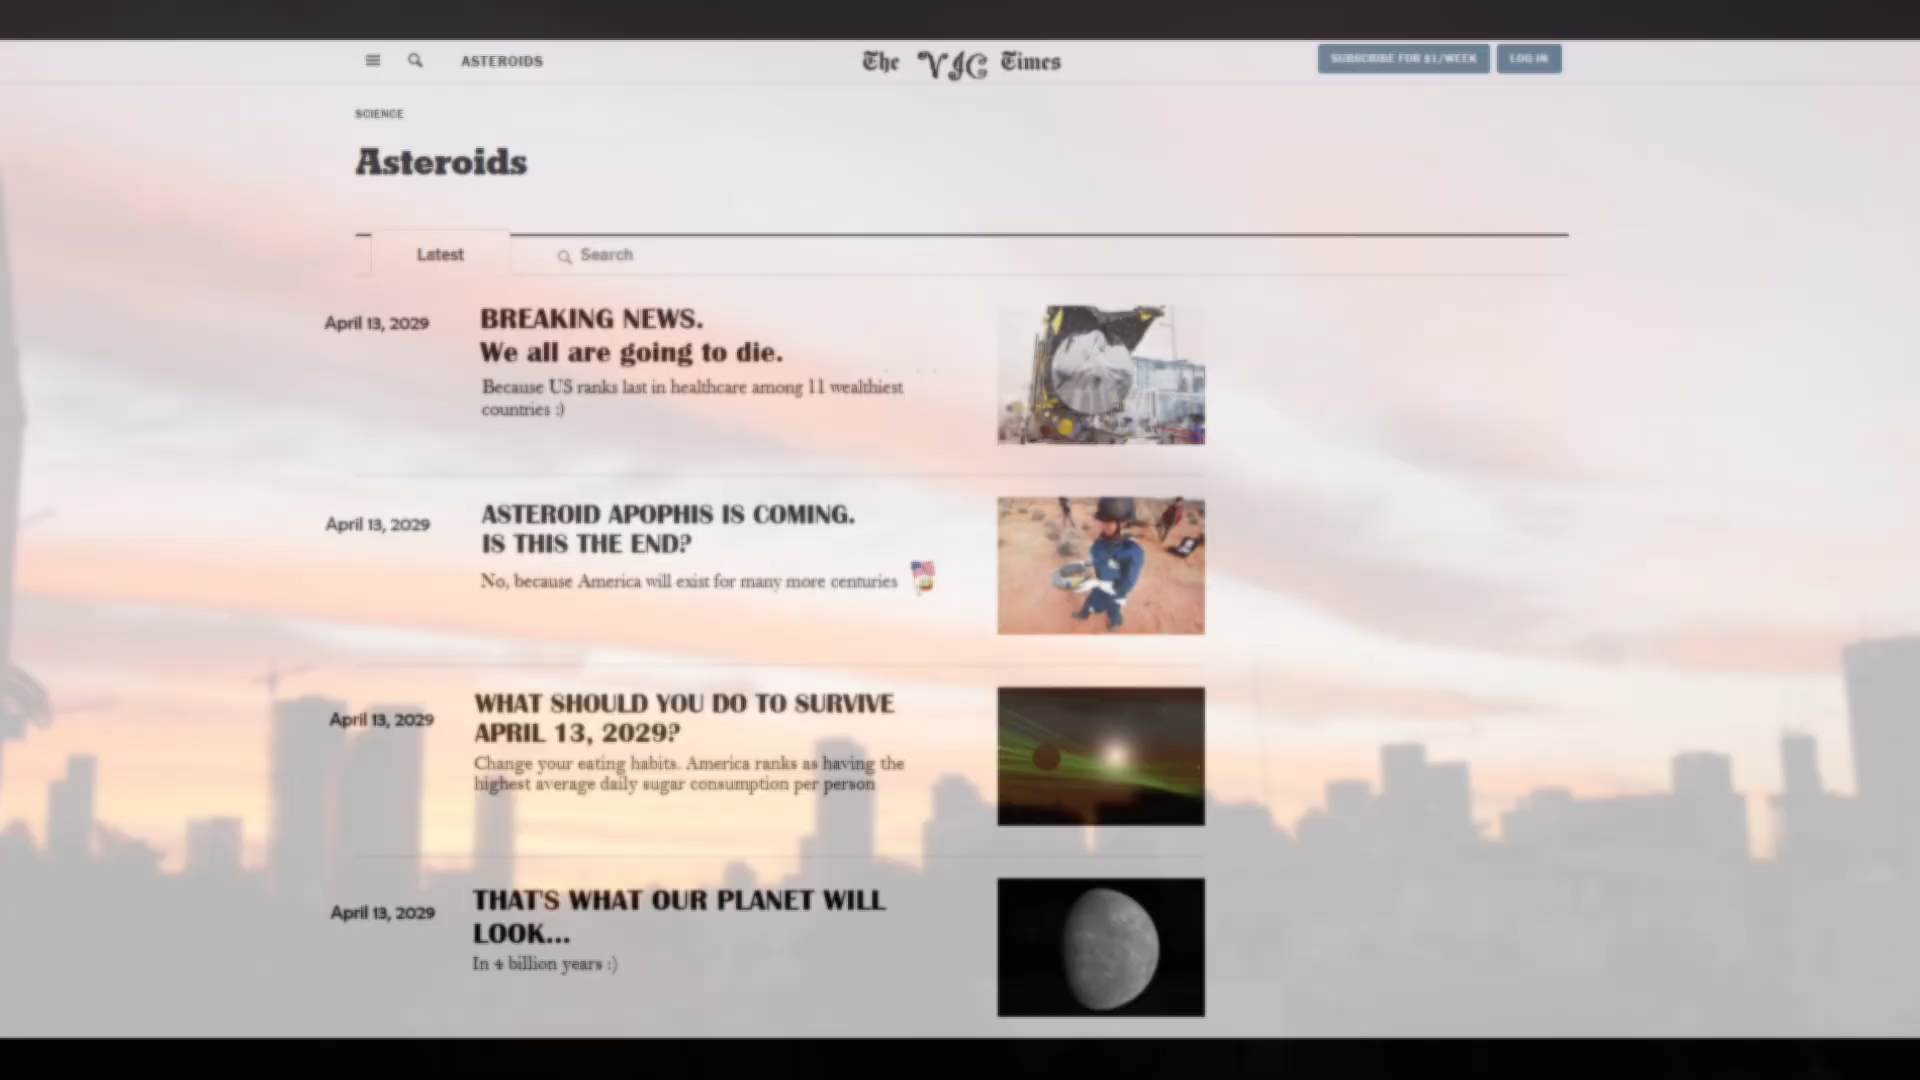 ASTEROIDS
The VIC Times
SUBSCRIBE FOR $1/WEEK
LOG IN
SCIENCE
Asteroids
Latest
Search
April 13, 2029
BREAKING NEWS.
We all are going to die.
Because US ranks last in healthcare among 11 wealthiest
countries :)
April 13, 2029
ASTEROID APOPHIS IS COMING.
IS THIS THE END?
No, because America will exist for many more centuries
April 13, 2029
WHAT SHOULD YOU DO TO SURVIVE
APRIL 13, 2029?
Change your eating habits. America ranks as having the
highest average daily sugar consumption per person
April 13, 2029
THAT'S WHAT OUR PLANET WILL
LOOK...
In 4 billion years :)